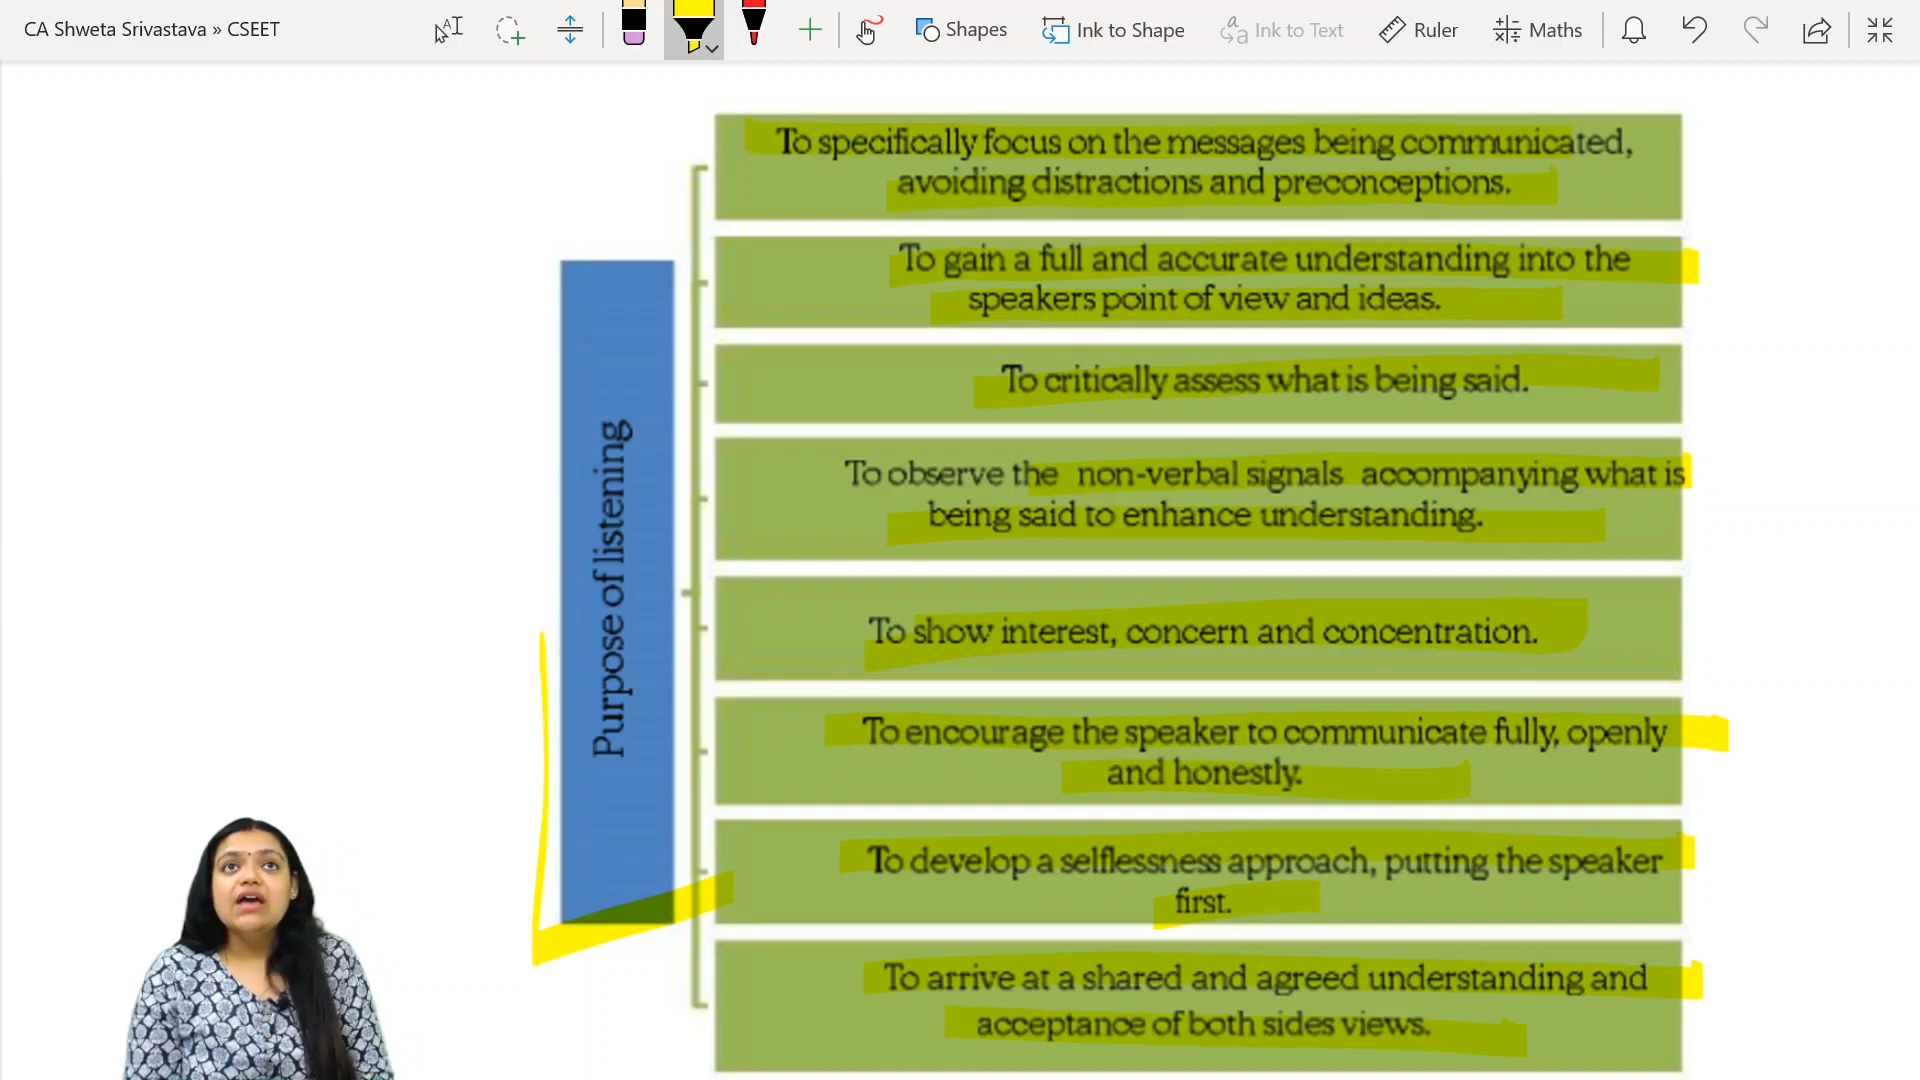 CA Shweta Srivastava » CSEET
Shapes
Ink to Shape
Ink to Text
Ruler
Maths
Purpose of listening
To specifically focus on the messages being communicated,
avoiding distractions and preconceptions.
To gain a full and accurate understanding into the
speakers point of view and ideas.
To critically assess what is being said.
To observe the non-verbal signals accompanying what is
being said to enhance understanding.
To show interest, concern and concentration.
To encourage the speaker to communicate fully, openly
and honestly.
To develop a selflessness approach, putting the speaker
first.
To arrive at a shared and agreed understanding and
acceptance of both sides views.